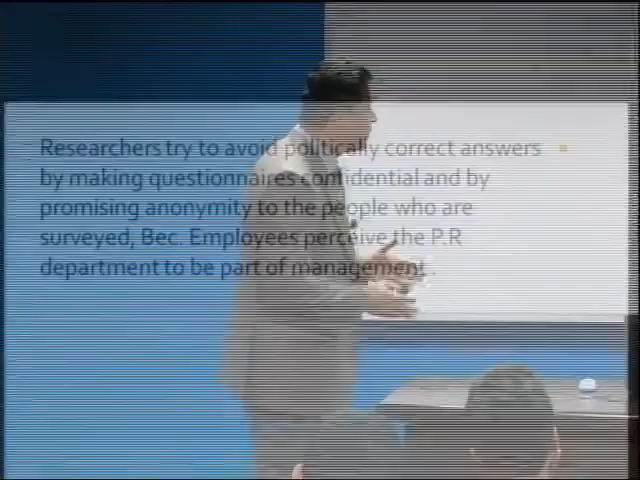 Researchers try to avoid politically correct answers
by making questionnaires confidential and by
promising anonymity to the people who are
surveyed, Bec. Employees perceive the P.R
department to be part of management .